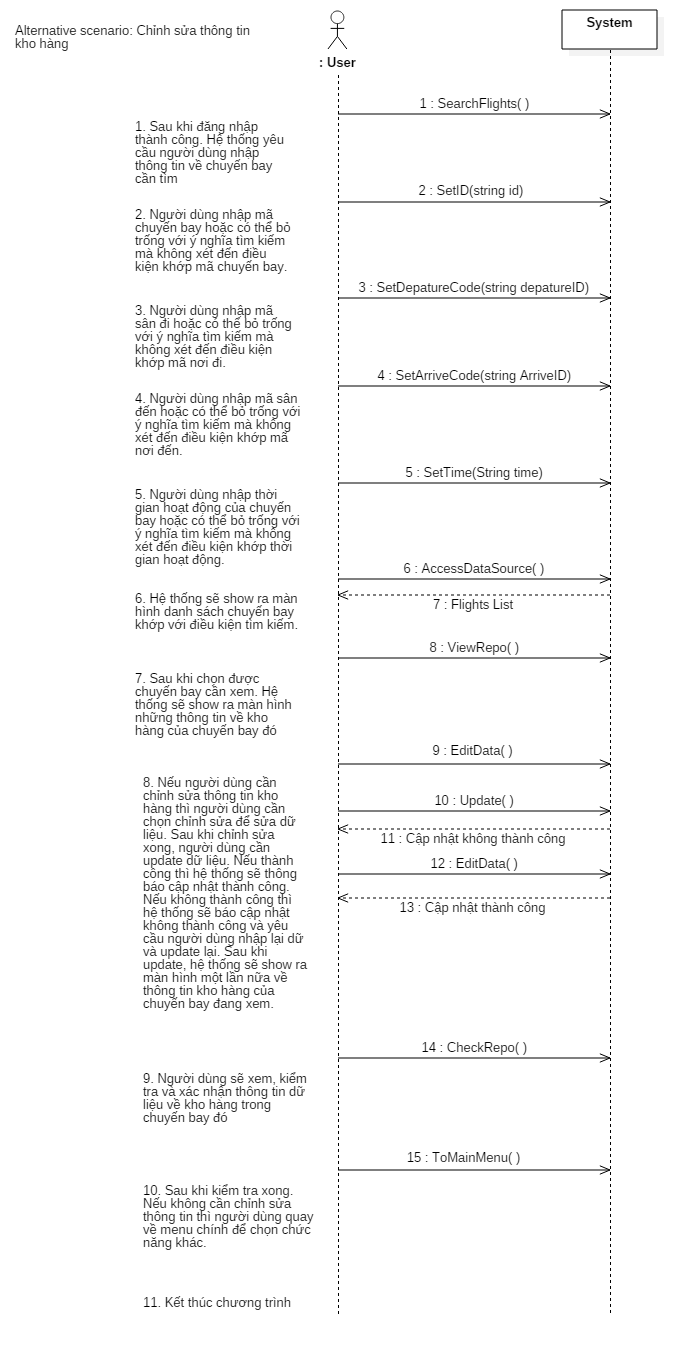 Alternative scenario: Chỉnh sửa thông tin
kho hàng
: User
System
1 : SearchFlights( )
1. Sau khi đăng nhập
thành công. Hệ thống yêu
cầu người dùng nhập
thông tin về chuyến bay
cần tìm
2 : SetID(string id)
2. Người dùng nhập mã
chuyến bay hoặc có thể bỏ
trống với ý nghĩa tìm kiếm
mà không xét đến điều
kiện khớp mã chuyến bay.
3 : SetDepatureCode(string depatureID)
3. Người dùng nhập mã
sân đi hoặc có thể bỏ trống
với ý nghĩa tìm kiếm mà
không xét đến điều kiện
khớp mã nơi đi.
4 : SetArriveCode(string ArriveID)
4. Người dùng nhập mã sân
đến hoặc có thể bỏ trống với
ý nghĩa tìm kiếm mà không
xét đến điều kiện khớp mã
nơi đến.
5 : SetTime(String time)
5. Người dùng nhập thời
gian hoạt động của chuyến
bay hoặc có thể bỏ trống với
ý nghĩa tìm kiếm mà không
xét đến điều kiện khớp thời
gian hoạt động.
6 : AccessDataSource( )
6. Hệ thống sẽ show ra màn
hình danh sách chuyến bay
khớp với điều kiện tìm kiếm.
7 : Flights List
8 : ViewRepo( )
7. Sau khi chọn được
chuyến bay cần xem. Hệ
thống sẽ show ra màn hình
những thông tin về kho
hàng của chuyến bay đó
9 : EditData( )
8. Nếu người dùng cần
chỉnh sửa thông tin kho
hàng thì người dùng cần
chọn chỉnh sửa để sửa dữ
liệu. Sau khi chỉnh sửa
xong, người dùng cần
update dữ liệu. Nếu thành
công thì hệ thống sẽ thông
báo cập nhật thành công.
Nếu không thành công thì
hệ thống sẽ báo cập nhật
không thành công và yêu
cầu người dùng nhập lại dữ
và update lại. Sau khi
update, hệ thống sẽ show ra
màn hình một lần nữa về
thông tin kho hàng của
chuyến bay đang xem.
10 : Update( )
11 : Cập nhật không thành công
12 : EditData( )
13 : Cập nhật thành công
14 : CheckRepo( )
9. Người dùng sẽ xem, kiểm
tra và xác nhận thông tin dữ
liệu về kho hàng trong
chuyến bay đó
15 : ToMainMenu( )
10. Sau khi kiểm tra xong.
Nếu không cần chỉnh sửa
thông tin thì người dùng quay
về menu chính để chọn chức
năng khác.
11. Kết thúc chương trình